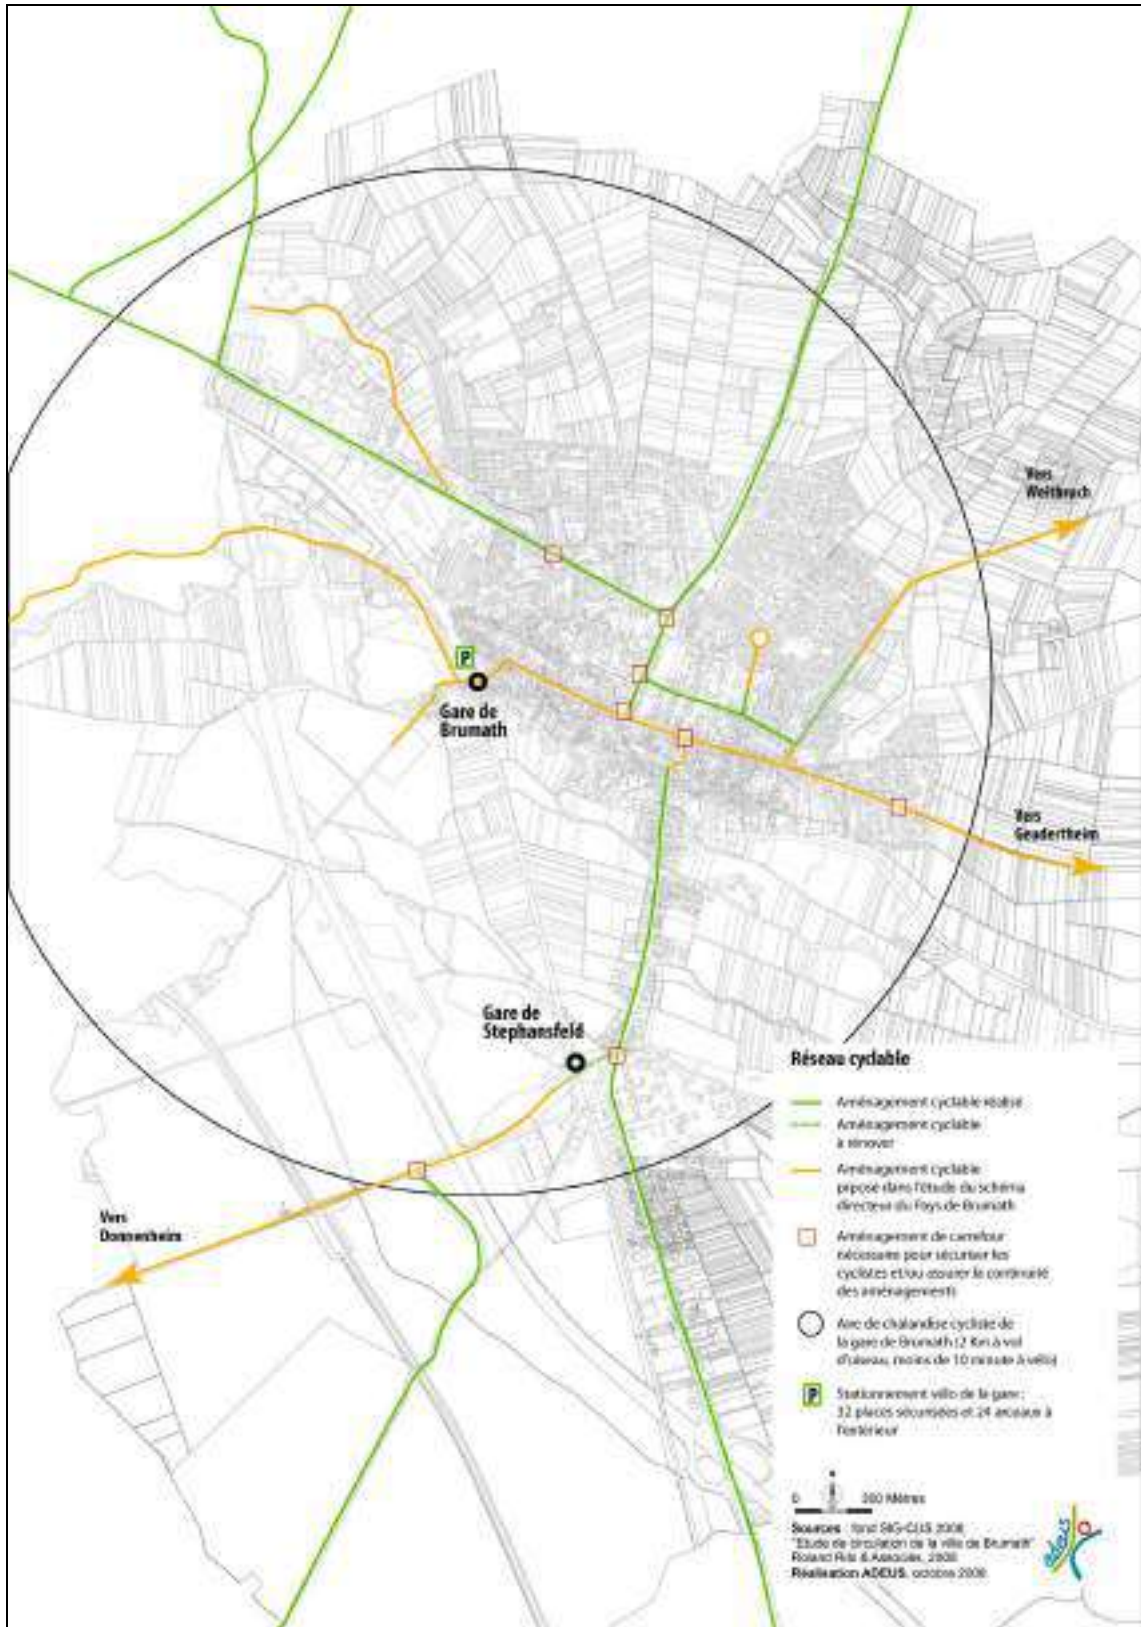 Vers
Weitbruch
P
Gare de
Brumath
Vers
Geudertheim
Gare de
Stephansfeld
Vers
Donnenheim
Réseau cyclable
Aménagement cyclable réalisé
Aménagement cyclable
à rénover
Aménagement cyclable
proposé dans l'étude du schéma
directeur du Pays de Brumath
Aménagement de carrefour
nécessaire pour sécuriser les
cyclistes et/ou assurer la continuité
des aménagements
Aire de chalandise cycliste de
la gare de Brumath (2 Km à vol
d'oiseau, moins de 10 minute à vélo)
P
Stationnement vélo de la gare :
32 places sécurisées et 24 arceaux à
l'extérieur
0
Mètres
Sources : fond SIG-CUS 2008
"Etude de circulation de la ville de Brumath"
Roland Ribi & Associés, 2008
Réalisation ADEUS, octobre 2008
adeus